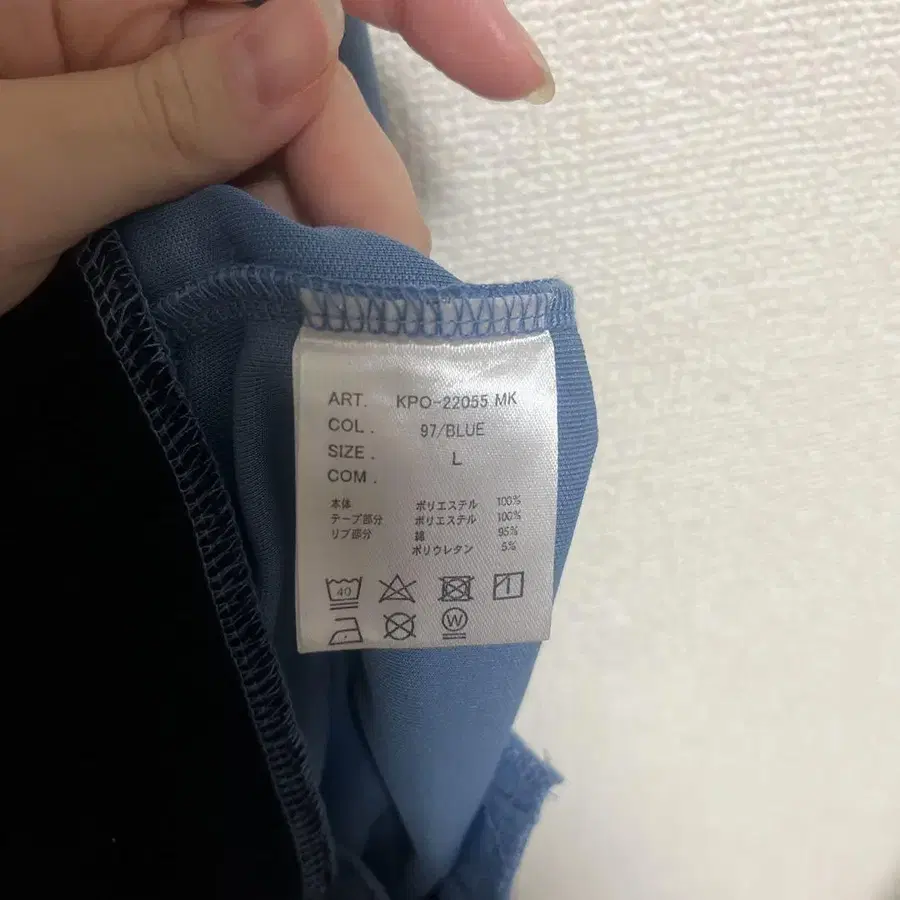 ART. KPO-22055 MK
COL. 97/BLUE
SIZE. L
COM.
本体 ポリエステル 100%
テープ部分 ポリエステル 100%
リブ部分 綿 95%
ポリウレタン 5%
40
W